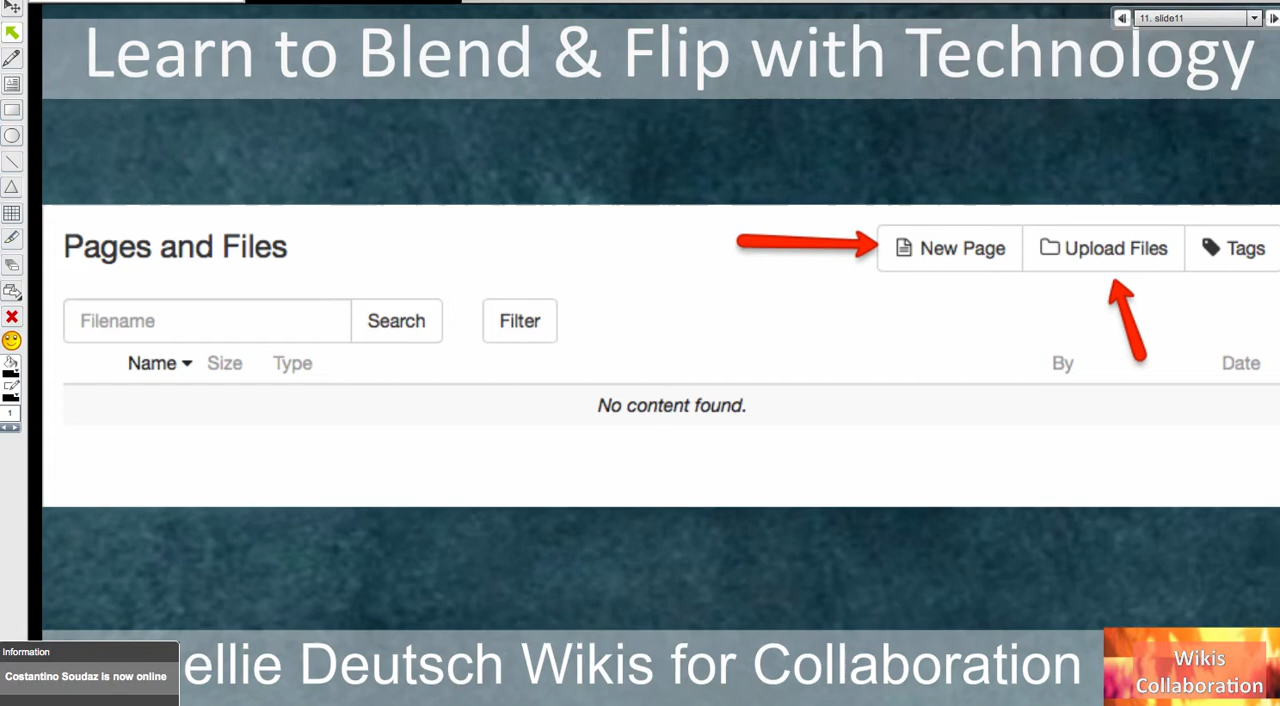 11. slide11
Learn to Blend & Flip with Technology
Pages and Files
New Page
Upload Files
Tags
Filename
Search
Filter
Name
Size
Type
By
Date
No content found.
1
Information
Costantino Soudaz is now online
ellie Deutsch Wikis for Collaboration
Wikis
Collaboration